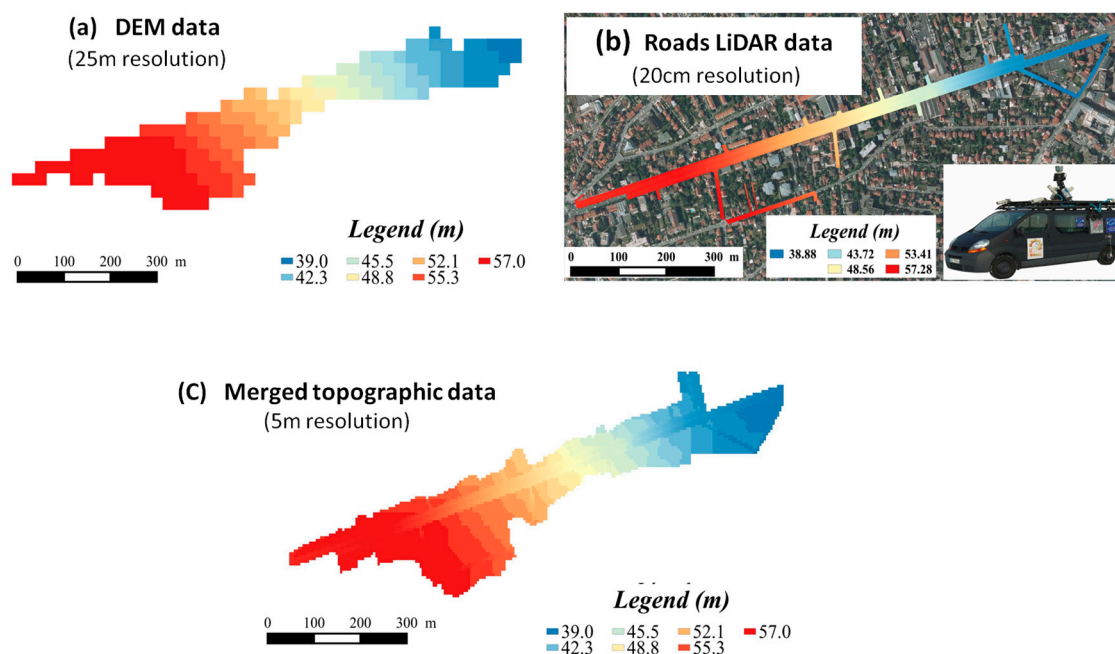 (a) DEM data
(25m resolution)
Legend (m)
39.0 45.5 52.1 57.0
42.3 48.8 55.3
0 100 200 300 m
(b) Roads LiDAR data
(20cm resolution)
Legend (m)
38.88 43.72 53.41
48.56 57.28
0 100 200 300 m
(C) Merged topographic data
(5m resolution)
Legend (m)
39.0 45.5 52.1 57.0
42.3 48.8 55.3
0 100 200 300 m